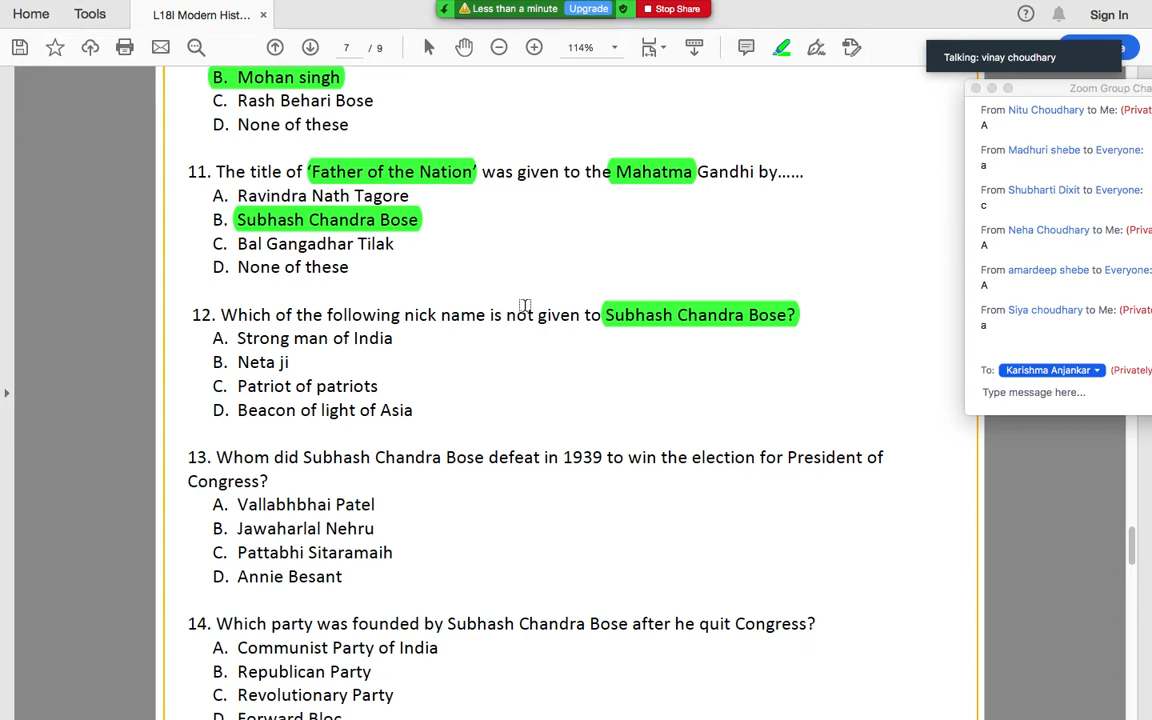 Home
Tools
L18l Modern Hist...
×
Less than a minute
Upgrade
Stop Share
Sign In
7 / 9
114%
Talking: vinay choudhary
B. Mohan singh
C. Rash Behari Bose
D. None of these
11. The title of ‘Father of the Nation’ was given to the Mahatma Gandhi by......
A. Ravindra Nath Tagore
B. Subhash Chandra Bose
C. Bal Gangadhar Tilak
D. None of these
12. Which of the following nick name is not given to Subhash Chandra Bose?
A. Strong man of India
B. Neta ji
C. Patriot of patriots
D. Beacon of light of Asia
13. Whom did Subhash Chandra Bose defeat in 1939 to win the election for President of
Congress?
A. Vallabhbhai Patel
B. Jawaharlal Nehru
C. Pattabhi Sitaramaih
D. Annie Besant
14. Which party was founded by Subhash Chandra Bose after he quit Congress?
A. Communist Party of India
B. Republican Party
C. Revolutionary Party
D. Forward Bloc
Zoom Group Cha
From Nitu Choudhary to Me: (Privat
A
From Madhuri shebe to Everyone:
a
From Shubharti Dixit to Everyone:
c
From Neha Choudhary to Me: (Priva
A
From amardeep shebe to Everyone:
A
From Siya choudhary to Me: (Privat
a
To: Karishma Anjankar (Privately
Type message here...